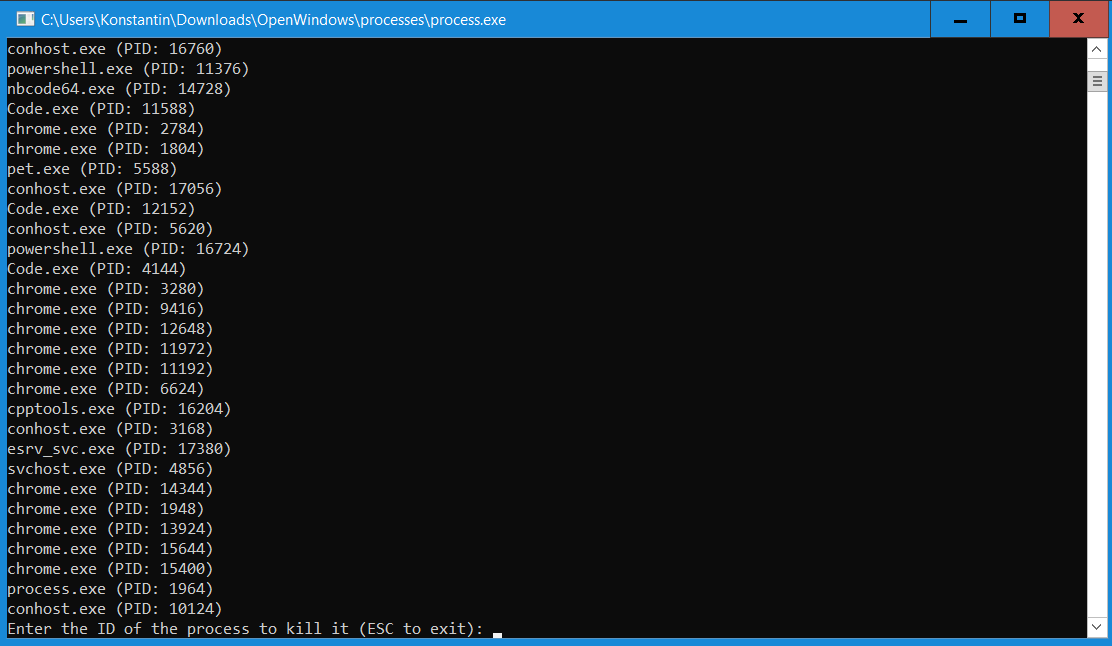 C:\Users\Konstantin\Downloads\OpenWindows\processes\process.exe
conhost.exe (PID: 16760)
powershell.exe (PID: 11376)
nbcode64.exe (PID: 14728)
Code.exe (PID: 11588)
chrome.exe (PID: 2784)
chrome.exe (PID: 1804)
pet.exe (PID: 5588)
conhost.exe (PID: 17056)
Code.exe (PID: 12152)
conhost.exe (PID: 5620)
powershell.exe (PID: 16724)
Code.exe (PID: 4144)
chrome.exe (PID: 3280)
chrome.exe (PID: 9416)
chrome.exe (PID: 12648)
chrome.exe (PID: 11972)
chrome.exe (PID: 11192)
chrome.exe (PID: 6624)
cpptools.exe (PID: 16204)
conhost.exe (PID: 3168)
esrv_svc.exe (PID: 17380)
svchost.exe (PID: 4856)
chrome.exe (PID: 14344)
chrome.exe (PID: 1948)
chrome.exe (PID: 13924)
chrome.exe (PID: 15644)
chrome.exe (PID: 15400)
process.exe (PID: 1964)
conhost.exe (PID: 10124)
Enter the ID of the process to kill it (ESC to exit):